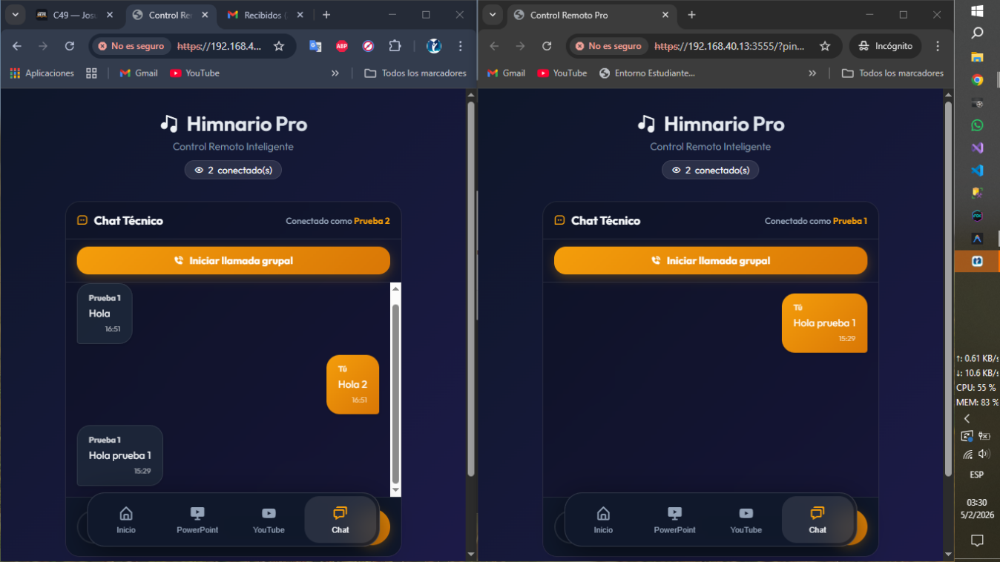 C49 — Josu
Control Re
Recibidos (
No es seguro
https://192.168.4...
ABP
Aplicaciones
Gmail
YouTube
Todos los marcadores
Himnario Pro
Control Remoto Inteligente
2 conectado(s)
Chat Técnico
Conectado como Prueba 2
Iniciar llamada grupal
Prueba 1
Hola
16:51
Tú
Hola 2
16:51
Prueba 1
Hola prueba 1
15:29
Inicio
PowerPoint
YouTube
Chat
Control Remoto Pro
No es seguro
https://192.168.40.13:3555/?pin...
Incógnito
Gmail
YouTube
Entorno Estudiante...
Todos los marcadores
Himnario Pro
Control Remoto Inteligente
2 conectado(s)
Chat Técnico
Conectado como Prueba 1
Iniciar llamada grupal
Tú
Hola prueba 1
15:29
Inicio
PowerPoint
YouTube
Chat
↑: 0.61 KB/s
↓: 10.6 KB/s
CPU: 55 %
MEM: 83 %
ESP
03:30
5/2/2026